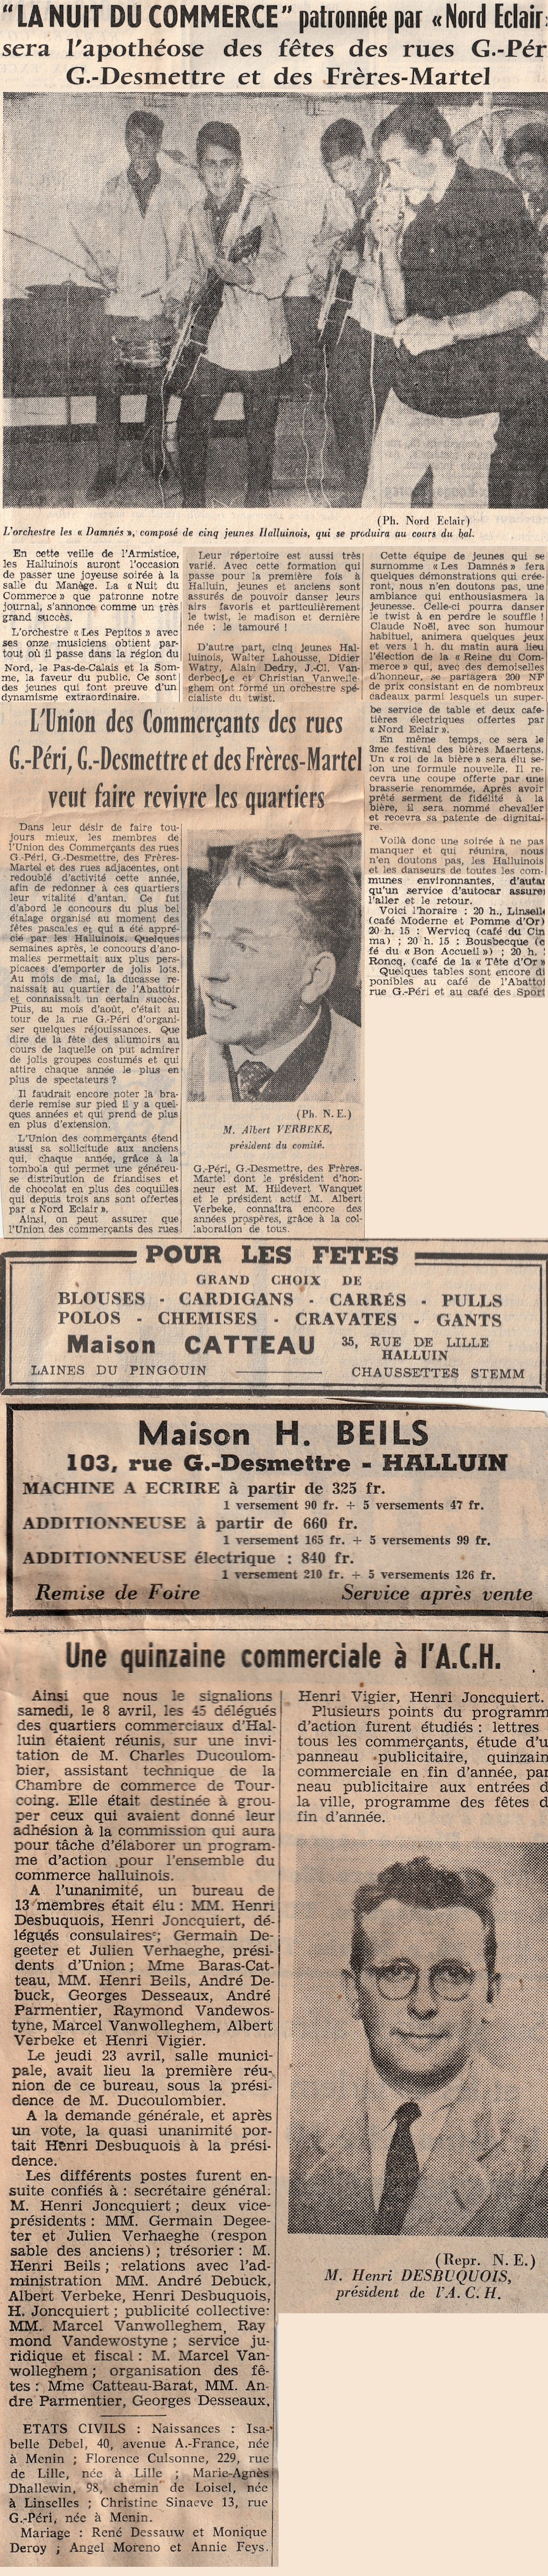 “LA NUIT DU COMMERCE” patronnée par «Nord Eclair
sera l'apothéose des fêtes des rues G.-Pér
G.-Desmettre et des Frères-Martel
(Ph. Nord Eclair)
L'orchestre les « Damnés », composé de cinq jeunes Halluinois, qui se produira au cours du bal.
En cette veille de l'Armistice,
les Halluinois auront l'occasion
de passer une joyeuse soirée à la
salle du Manège. La « Nuit du
Commerce » que patronne notre
journal, s'annonce comme un très
grand succès.
L'orchestre « Les Pepitos » avec
ses onze musiciens obtient par-
tout où il passe dans la région du
Nord, le Pas-de-Calais et la Som-
me, la faveur du public. Ce sont
des jeunes qui font preuve d'un
dynamisme extraordinaire.
Leur répertoire est aussi très
varié. Avec cette formation qui
passe pour la première fois à
Halluin, jeunes et anciens sont
assurés de pouvoir danser leurs
airs favoris et particulièrement
le twist, le madison et dernière
née : le tamouré !
D'autre part, cinq jeunes Hal-
luinois, Walter Lahousse, Didier
Watry, Alain Dedry, J.-Cl. Van-
derbecke et Christian Vanwelle-
ghem ont formé un orchestre spé-
cialiste du twist.
Cette équipe de jeunes qui se
surnomme « Les Damnés » fera
quelques démonstrations qui crée-
ront, n'en doutons pas, une
ambiance qui enthousiasmera la
jeunesse. Celle-ci pourra danser
le twist à en perdre le souffle !
Claude Noël, avec son humour
habituel, animera quelques jeux
et vers 1 h. du matin aura lieu
l'élection de la « Reine du Com-
merce » qui, avec des demoiselles
d'honneur, se partagera 200 NF
de prix consistant en de nombreux
cadeaux parmi lesquels un super-
be service de table et deux cafe-
tières électriques offertes par
« Nord Eclair ».
En même temps, ce sera le
3me festival des bières Maertens.
Un « roi de la bière » sera élu se-
lon une formule nouvelle. Il re-
cevra une coupe offerte par une
brasserie renommée. Après avoir
prêté serment de fidélité à la
bière, il sera nommé chevalier
et recevra sa patente de dignitai-
re.
Voilà donc une soirée à ne pas
manquer et qui réunira, nous
n'en doutons pas, les Halluinois
et les danseurs de toutes les com-
munes environnantes, d'autan
qu'un service d'autocar assurer
l'aller et le retour.
Voici l'horaire : 20 h., Linselle
(café Moderne et Pomme d'Or)
20 h. 15 : Wervicq (café du Cin
ma) ; 20 h. 15 : Bousbecque (c
fé du « Bon Accueil ») ; 20 h.
Roncq, (café de la « Tête d'Or »
Quelques tables sont encore di
ponibles au café de l'Abattoi
rue G.-Péri et au café des Sport
L'Union des Commerçants des rues
G.-Péri, G.-Desmettre et des Frères-Martel
veut faire revivre les quartiers
Dans leur désir de faire tou-
jours mieux, les membres de
l'Union des Commerçants des rues
G.-Péri, G.-Desmettre, des Frères-
Martel et des rues adjacentes, ont
redoublé d'activité cette année,
afin de redonner à ces quartiers
leur vitalité d'antan. Ce fut
d'abord le concours du plus bel
étalage organisé au moment des
fêtes pascales et qui a été appré-
cié par les Halluinois. Quelques
semaines après, le concours d'ano-
malies permettait aux plus pers-
picaces d'emporter de jolis lots.
Au mois de mai, la ducasse re-
naissait au quartier de l'Abattoir
et connaissait un certain succès.
Puis, au mois d'août, c'était au
tour de la rue G.-Péri d'organi-
ser quelques réjouissances. Que
dire de la fête des allumoirs au
cours de laquelle on put admirer
de jolis groupes costumés et qui
attire chaque année le plus en
plus de spectateurs ?
Il faudrait encore noter la bra-
derie remise sur pied il y a quel-
ques années et qui prend de plus
en plus d'extension.
L'Union des commerçants étend
aussi sa sollicitude aux anciens
qui, chaque année, grâce à la
tombola qui permet une généreu-
se distribution de friandises et
de chocolat en plus des coquilles
qui depuis trois ans sont offertes
par « Nord Eclair ».
Ainsi, on peut assurer que
l'Union des commerçants des rues
(Ph. N.E.)
M. Albert VERBEKE,
président du comité.
G.-Péri, G.-Desmettre, des Frères-
Martel dont le président d'hon-
neur est M. Hildevert Wanquet
et le président actif M. Albert
Verbeke, connaîtra encore des
années prospères, grâce à la col-
laboration de tous.
POUR LES FETES
GRAND CHOIX DE
BLOUSES - CARDIGANS - CARRÉS - PULLS
POLOS - CHEMISES - CRAVATES - GANTS
Maison CATTEAU 35, RUE DE LILLE
HALLUIN
LAINES DU PINGOUIN CHAUSSETTES STEMM
Maison H. BEILS
103, rue G.-Desmettre - HALLUIN
MACHINE A ECRIRE à partir de 325 fr.
1 versement 90 fr. + 5 versements 47 fr.
ADDITIONNEUSE à partir de 660 fr.
1 versement 165 fr. + 5 versements 99 fr.
ADDITIONNEUSE électrique : 840 fr.
1 versement 210 fr. + 5 versements 126 fr.
Remise de Foire Service après vente
Une quinzaine commerciale à l'A.C.H.
Ainsi que nous le signalions
samedi, le 8 avril, les 45 délégués
des quartiers commerciaux d'Hal-
luin étaient réunis, sur une invi-
tation de M. Charles Ducoulom-
bier, assistant technique de la
Chambre de commerce de Tour-
coing. Elle était destinée à grou-
per ceux qui avaient donné leur
adhésion à la commission qui aura
pour tâche d'élaborer un program-
me d'action pour l'ensemble du
commerce halluinois.
A l'unanimité, un bureau de
13 membres était élu : MM. Henri
Desbuquois, Henri Joncquiert, dé-
légués consulaires ; Germain De-
geeter et Julien Verhaeghe, prési-
dents d'Union ; Mme Baras-Cat-
teau, MM. Henri Beils, André De-
buck, Georges Desseaux, André
Parmentier, Raymond Vandewos-
tyne, Marcel Vanwolleghem, Albert
Verbeke et Henri Vigier.
Le jeudi 23 avril, salle munici-
pale, avait lieu la première réu-
nion de ce bureau, sous la prési-
dence de M. Ducoulombier.
A la demande générale, et après
un vote, la quasi unanimité por-
tait Henri Desbuquois à la prési-
dence.
Les différents postes furent en-
suite confiés à : secrétaire général:
M. Henri Joncquiert ; deux vice-
présidents : MM. Germain Degee-
ter et Julien Verhaeghe (respon
sable des anciens) ; trésorier : M.
Henri Beils ; relations avec l'ad-
ministration MM. André Debuck,
Albert Verbeke, Henri Desbuquois,
H. Joncquiert ; publicité collective:
MM. Marcel Vanwolleghem, Ray
mond Vandewostyne ; service ju-
ridique et fiscal : M. Marcel Van-
wolleghem ; organisation des fê-
tes : Mme Catteau-Barat, MM. An-
dre Parmentier, Georges Desseaux,
Henri Vigier, Henri Joncquiert.
Plusieurs points du programm
d'action furent étudiés : lettres
tous les commerçants, étude d'u
panneau publicitaire, quinzain
commerciale en fin d'année, pan
neau publicitaire aux entrées d
la ville, programme des fêtes d
fin d'année.
(Repr. N. E.)
M. Henri DESBUQUOIS,
président de l'A.C.H.
ETATS CIVILS : Naissances : Isa-
belle Debel, 40, avenue A.-France, née
à Menin ; Florence Culsonne, 229, rue
de Lille, née à Lille ; Marie-Agnès
Dhallewin, 98, chemin de Loisel, née
à Linselles ; Christine Sinaeve 13, rue
G.-Péri, née à Menin.
Mariage : René Dessauw et Monique
Deroy ; Angel Moreno et Annie Feys.